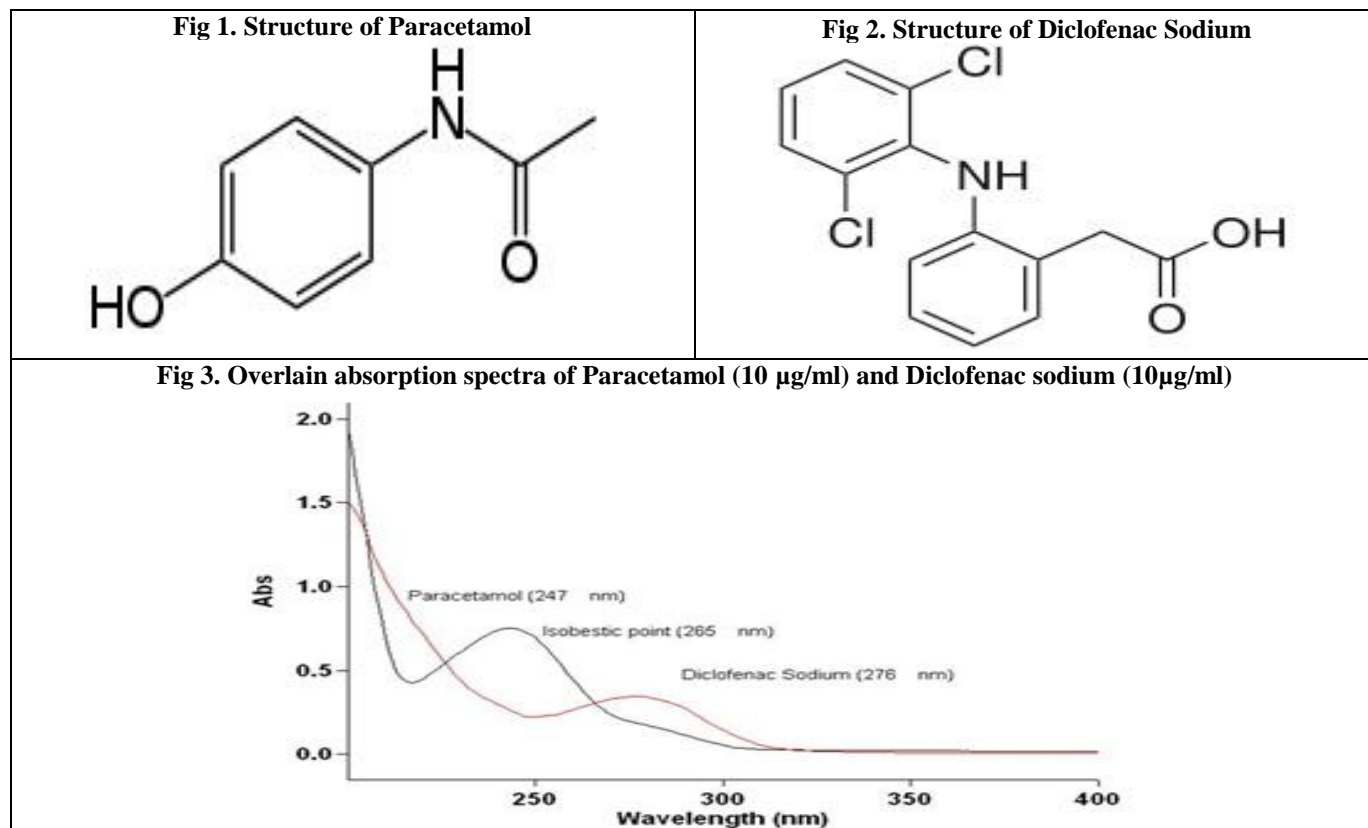 Fig 1. Structure of Paracetamol
H
N
O
HO
Fig 2. Structure of Diclofenac Sodium
Cl
NH
Cl
OH
O
Fig 3. Overlain absorption spectra of Paracetamol (10 µg/ml) and Diclofenac sodium (10µg/ml)
2.0
1.5
1.0
0.5
0.0
Abs
Paracetamol (247 nm)
Isobestic point (265 nm)
Diclofenac Sodium (276 nm)
250
300
350
400
Wavelength (nm)